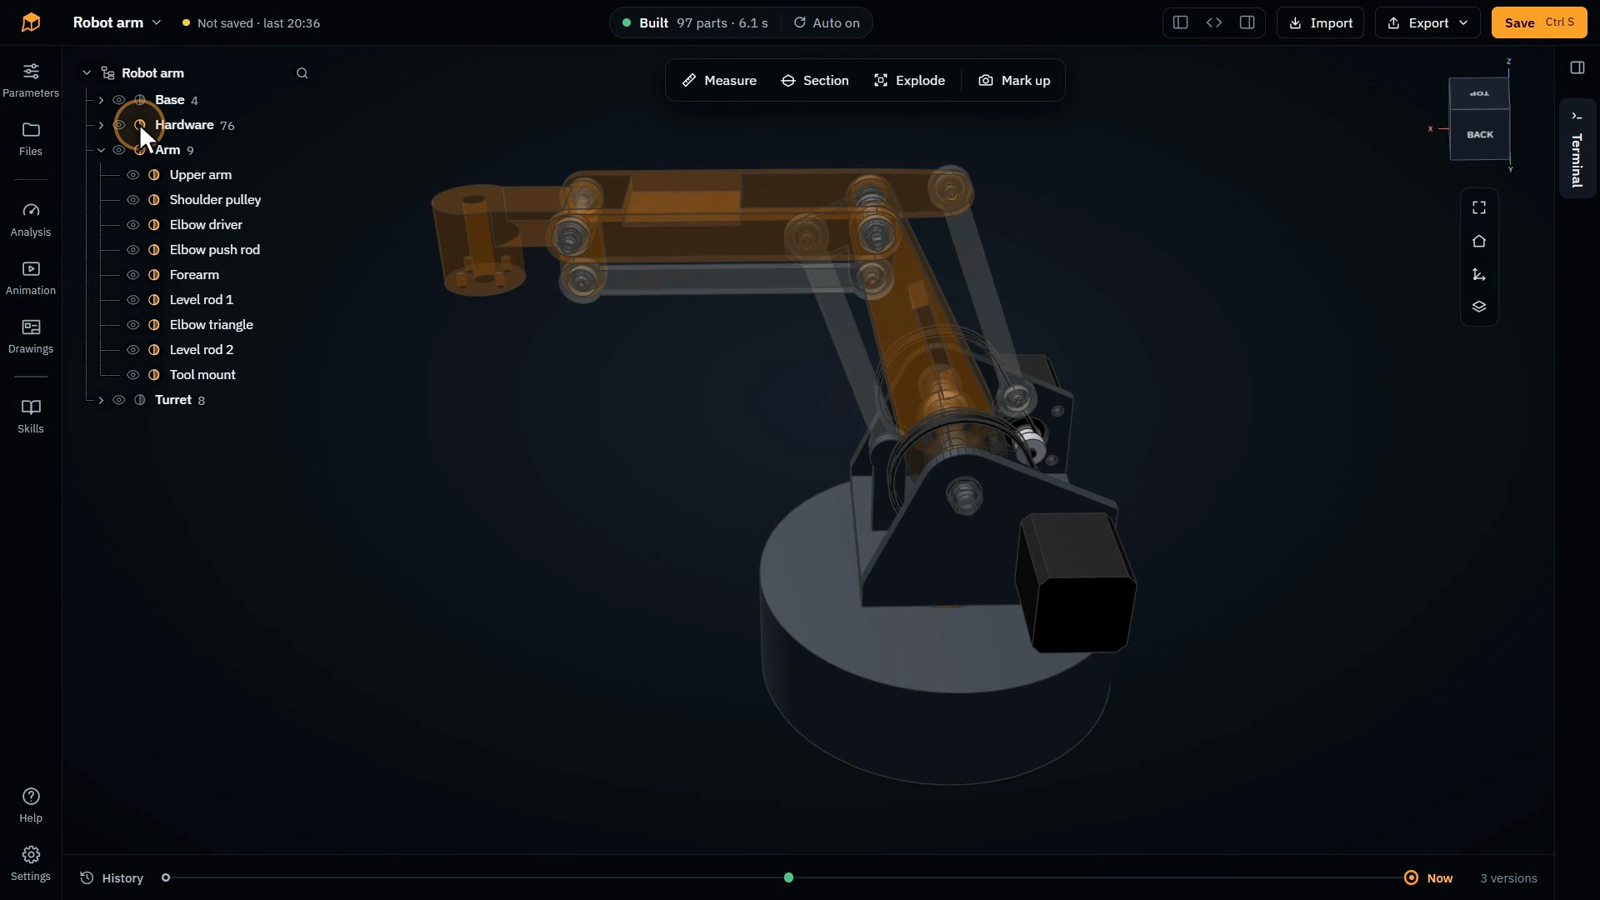 Robot arm
Not saved · last 20:36
Built 97 parts · 6.1 s
Auto on
Import
Export
Save Ctrl S
Parameters
Files
Analysis
Animation
Drawings
Skills
Help
Settings
Robot arm
Base 4
Hardware 76
Arm 9
Upper arm
Shoulder pulley
Elbow driver
Elbow push rod
Forearm
Level rod 1
Elbow triangle
Level rod 2
Tool mount
Turret 8
Measure
Section
Explode
Mark up
Z
TOP
X
BACK
Y
Terminal
History
Now
3 versions